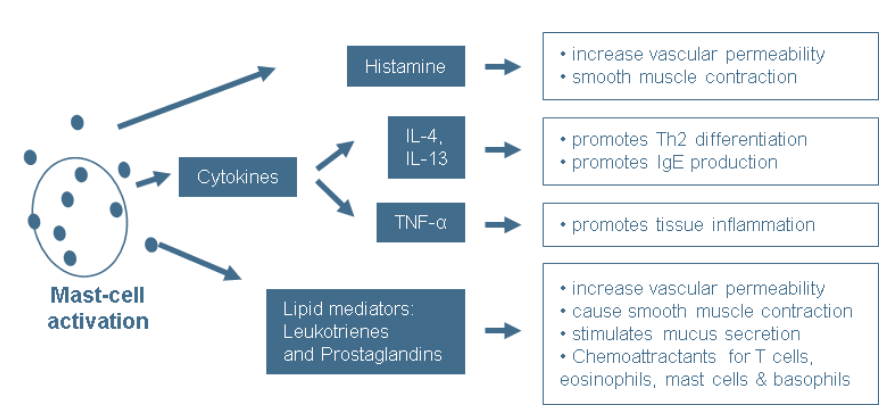 Histamine
• increase vascular permeability
• smooth muscle contraction
IL-4,
IL-13
• promotes Th2 differentiation
• promotes IgE production
Cytokines
TNF-α
• promotes tissue inflammation
Mast-cell
activation
Lipid mediators:
Leukotrienes
and Prostaglandins
• increase vascular permeability
• cause smooth muscle contraction
• stimulates mucus secretion
• Chemoattractants for T cells,
eosinophils, mast cells & basophils